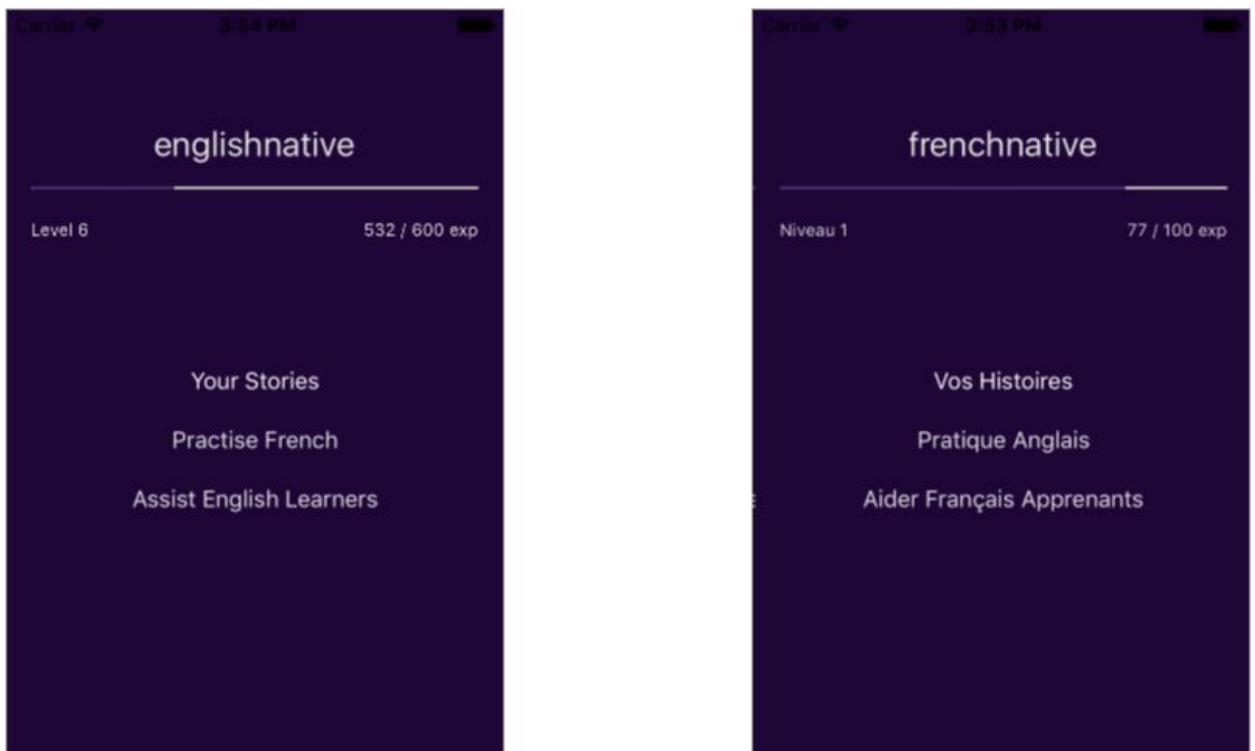 Carrier 3:54 PM
englishnative
Level 6 532 / 600 exp
Your Stories
Practise French
Assist English Learners
Carrier 3:53 PM
frenchnative
Niveau 1 77 / 100 exp
Vos Histoires
Pratique Anglais
Aider Français Apprenants